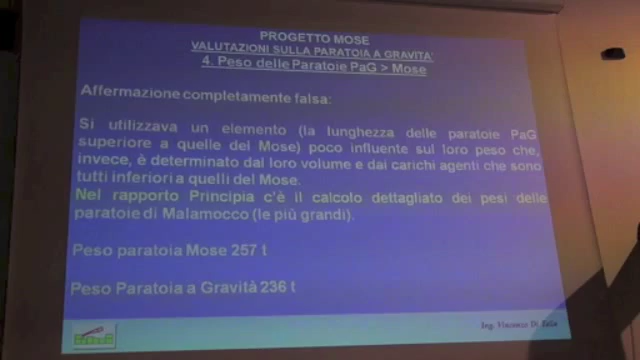 PROGETTO MOSE
VALUTAZIONI SULLA PARATOIA A GRAVITA'
4. Peso delle Paratoie PaG > Mose
Affermazione completamente falsa:
Si utilizzava un elemento (la lunghezza delle paratoie PaG
superiore a quelle del Mose) poco influente sul loro peso che,
invece, è determinato dal loro volume e dai carichi agenti che sono
tutti inferiori a quelli del Mose.
Nel rapporto Principia c'è il calcolo dettagliato dei pesi delle
paratoie di Malamocco (le più grandi).
Peso paratoia Mose 257 t
Peso Paratoia a Gravità 236 t
Ing. Vincenzo Di